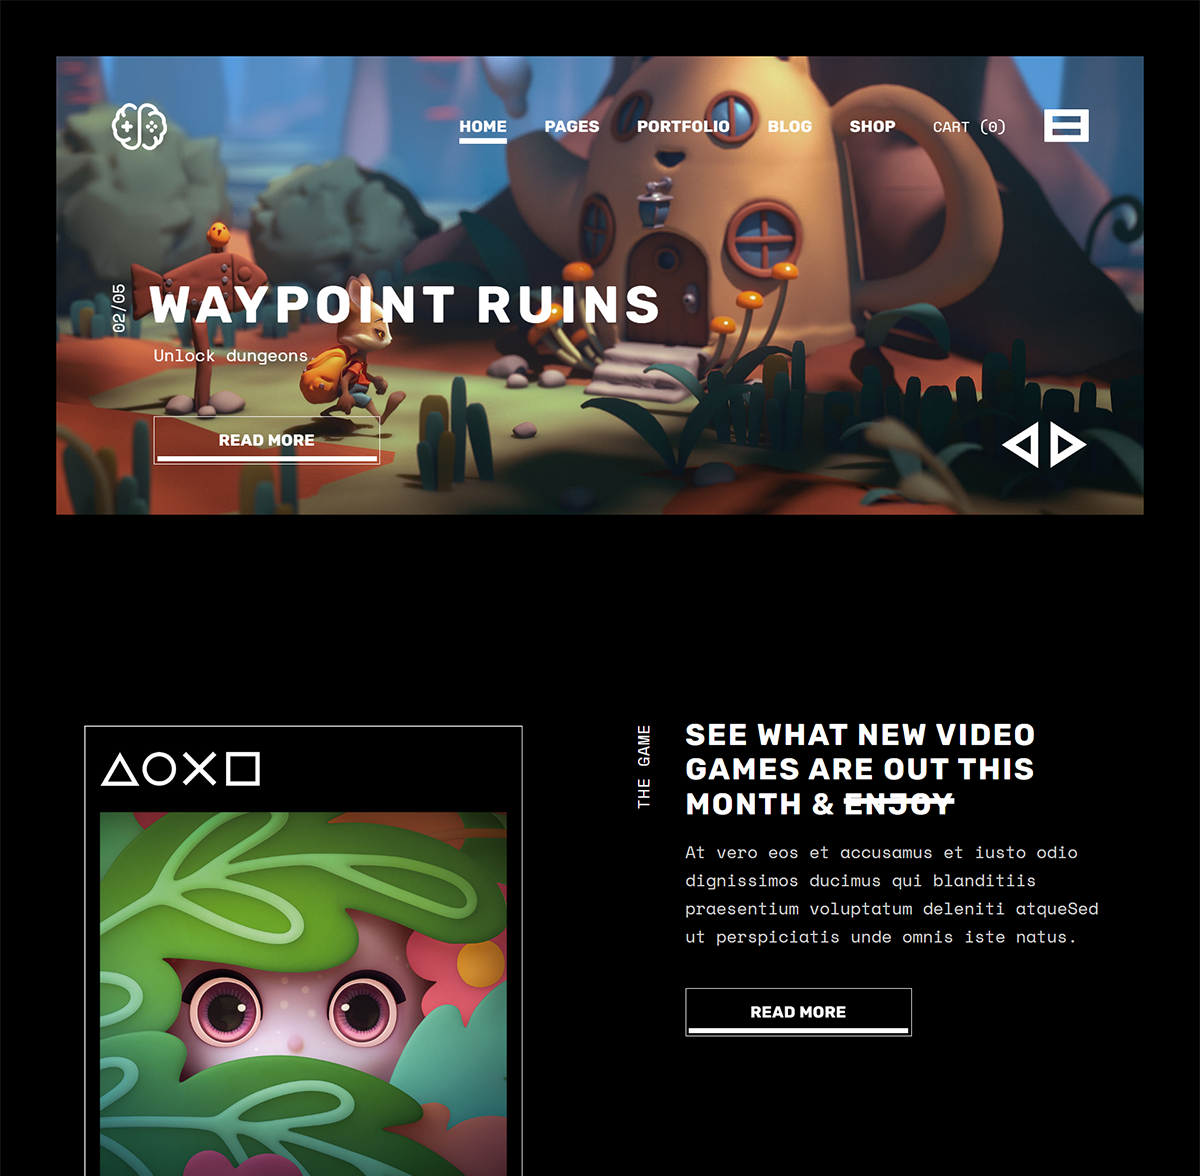 HOME PAGES PORTFOLIO BLOG SHOP CART (0)
02/05
WAYPOINT RUINS
Unlock dungeons
READ MORE
THE GAME
SEE WHAT NEW VIDEO
GAMES ARE OUT THIS
MONTH & ENJOY
At vero eos et accusamus et iusto odio
dignissimos ducimus qui blanditiis
praesentium voluptatum deleniti atqueSed
ut perspiciatis unde omnis iste natus.
READ MORE